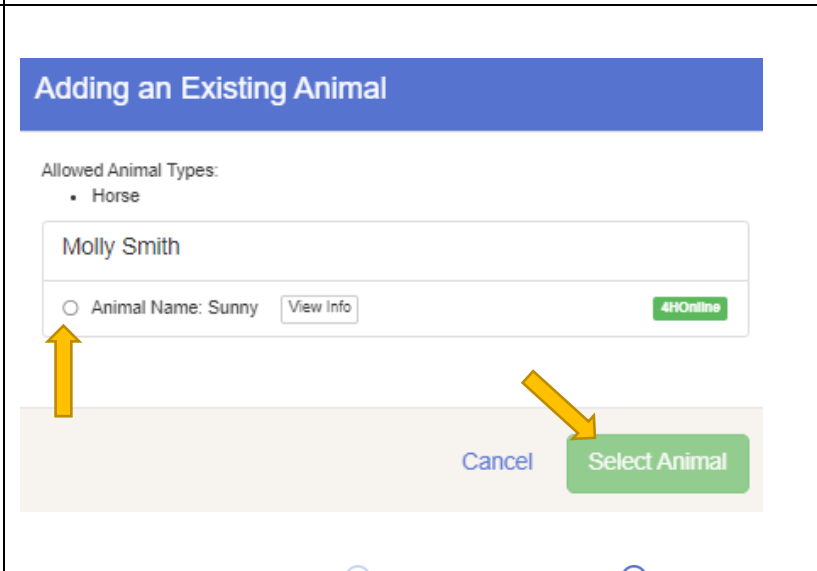 Adding an Existing Animal
Allowed Animal Types:
• Horse
Molly Smith
Animal Name: Sunny View Info 4HOnline
Cancel Select Animal